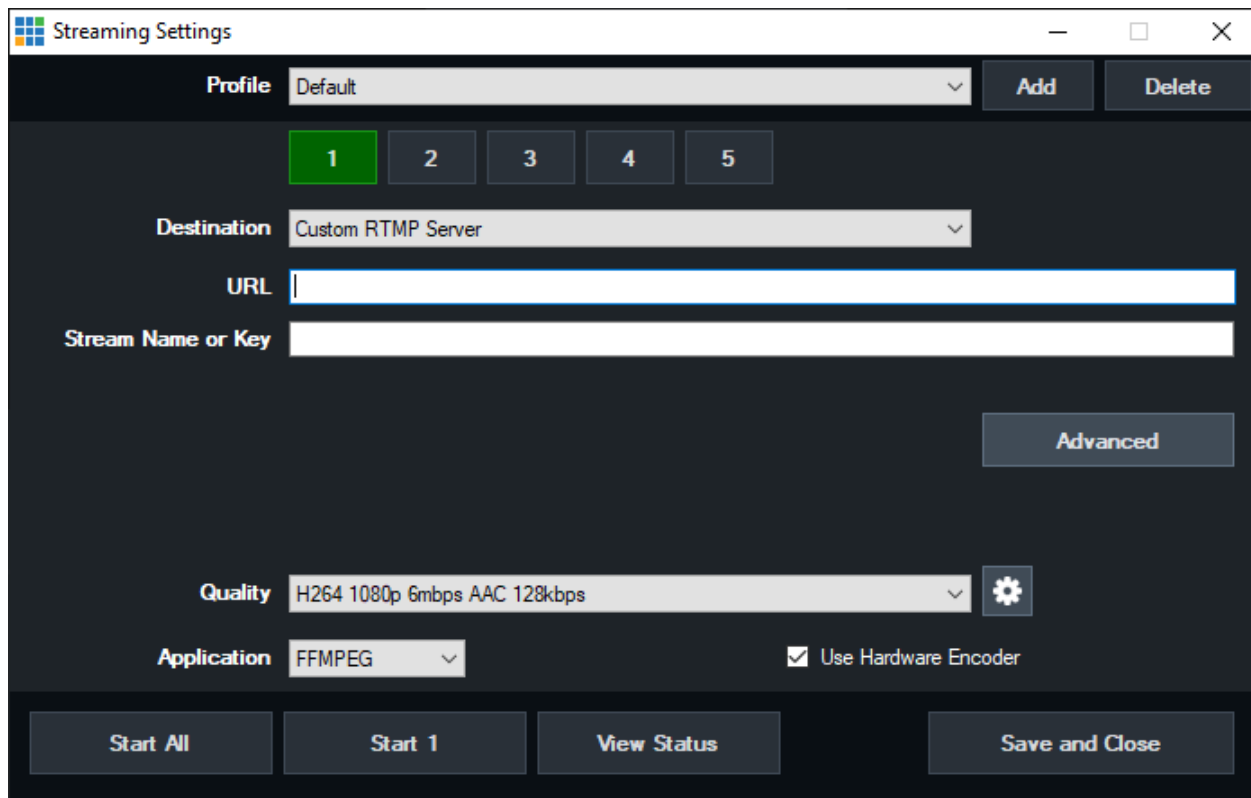 Streaming Settings
Profile Default Add Delete
1 2 3 4 5
Destination Custom RTMP Server
URL
Stream Name or Key
Advanced
Quality H264 1080p 6mbps AAC 128kbps
Application FFMPEG Use Hardware Encoder
Start All Start 1 View Status Save and Close